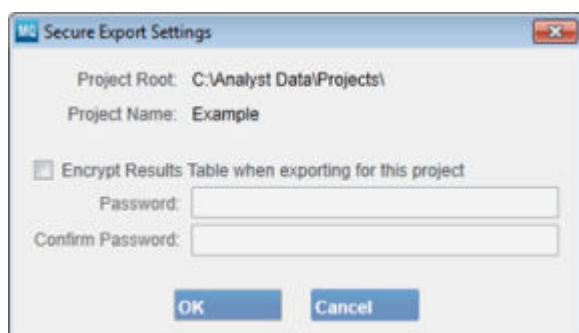 MQ Secure Export Settings
Project Root: C:\Analyst Data\Projects\
Project Name: Example
Encrypt Results Table when exporting for this project
Password:
Confirm Password:
OK Cancel